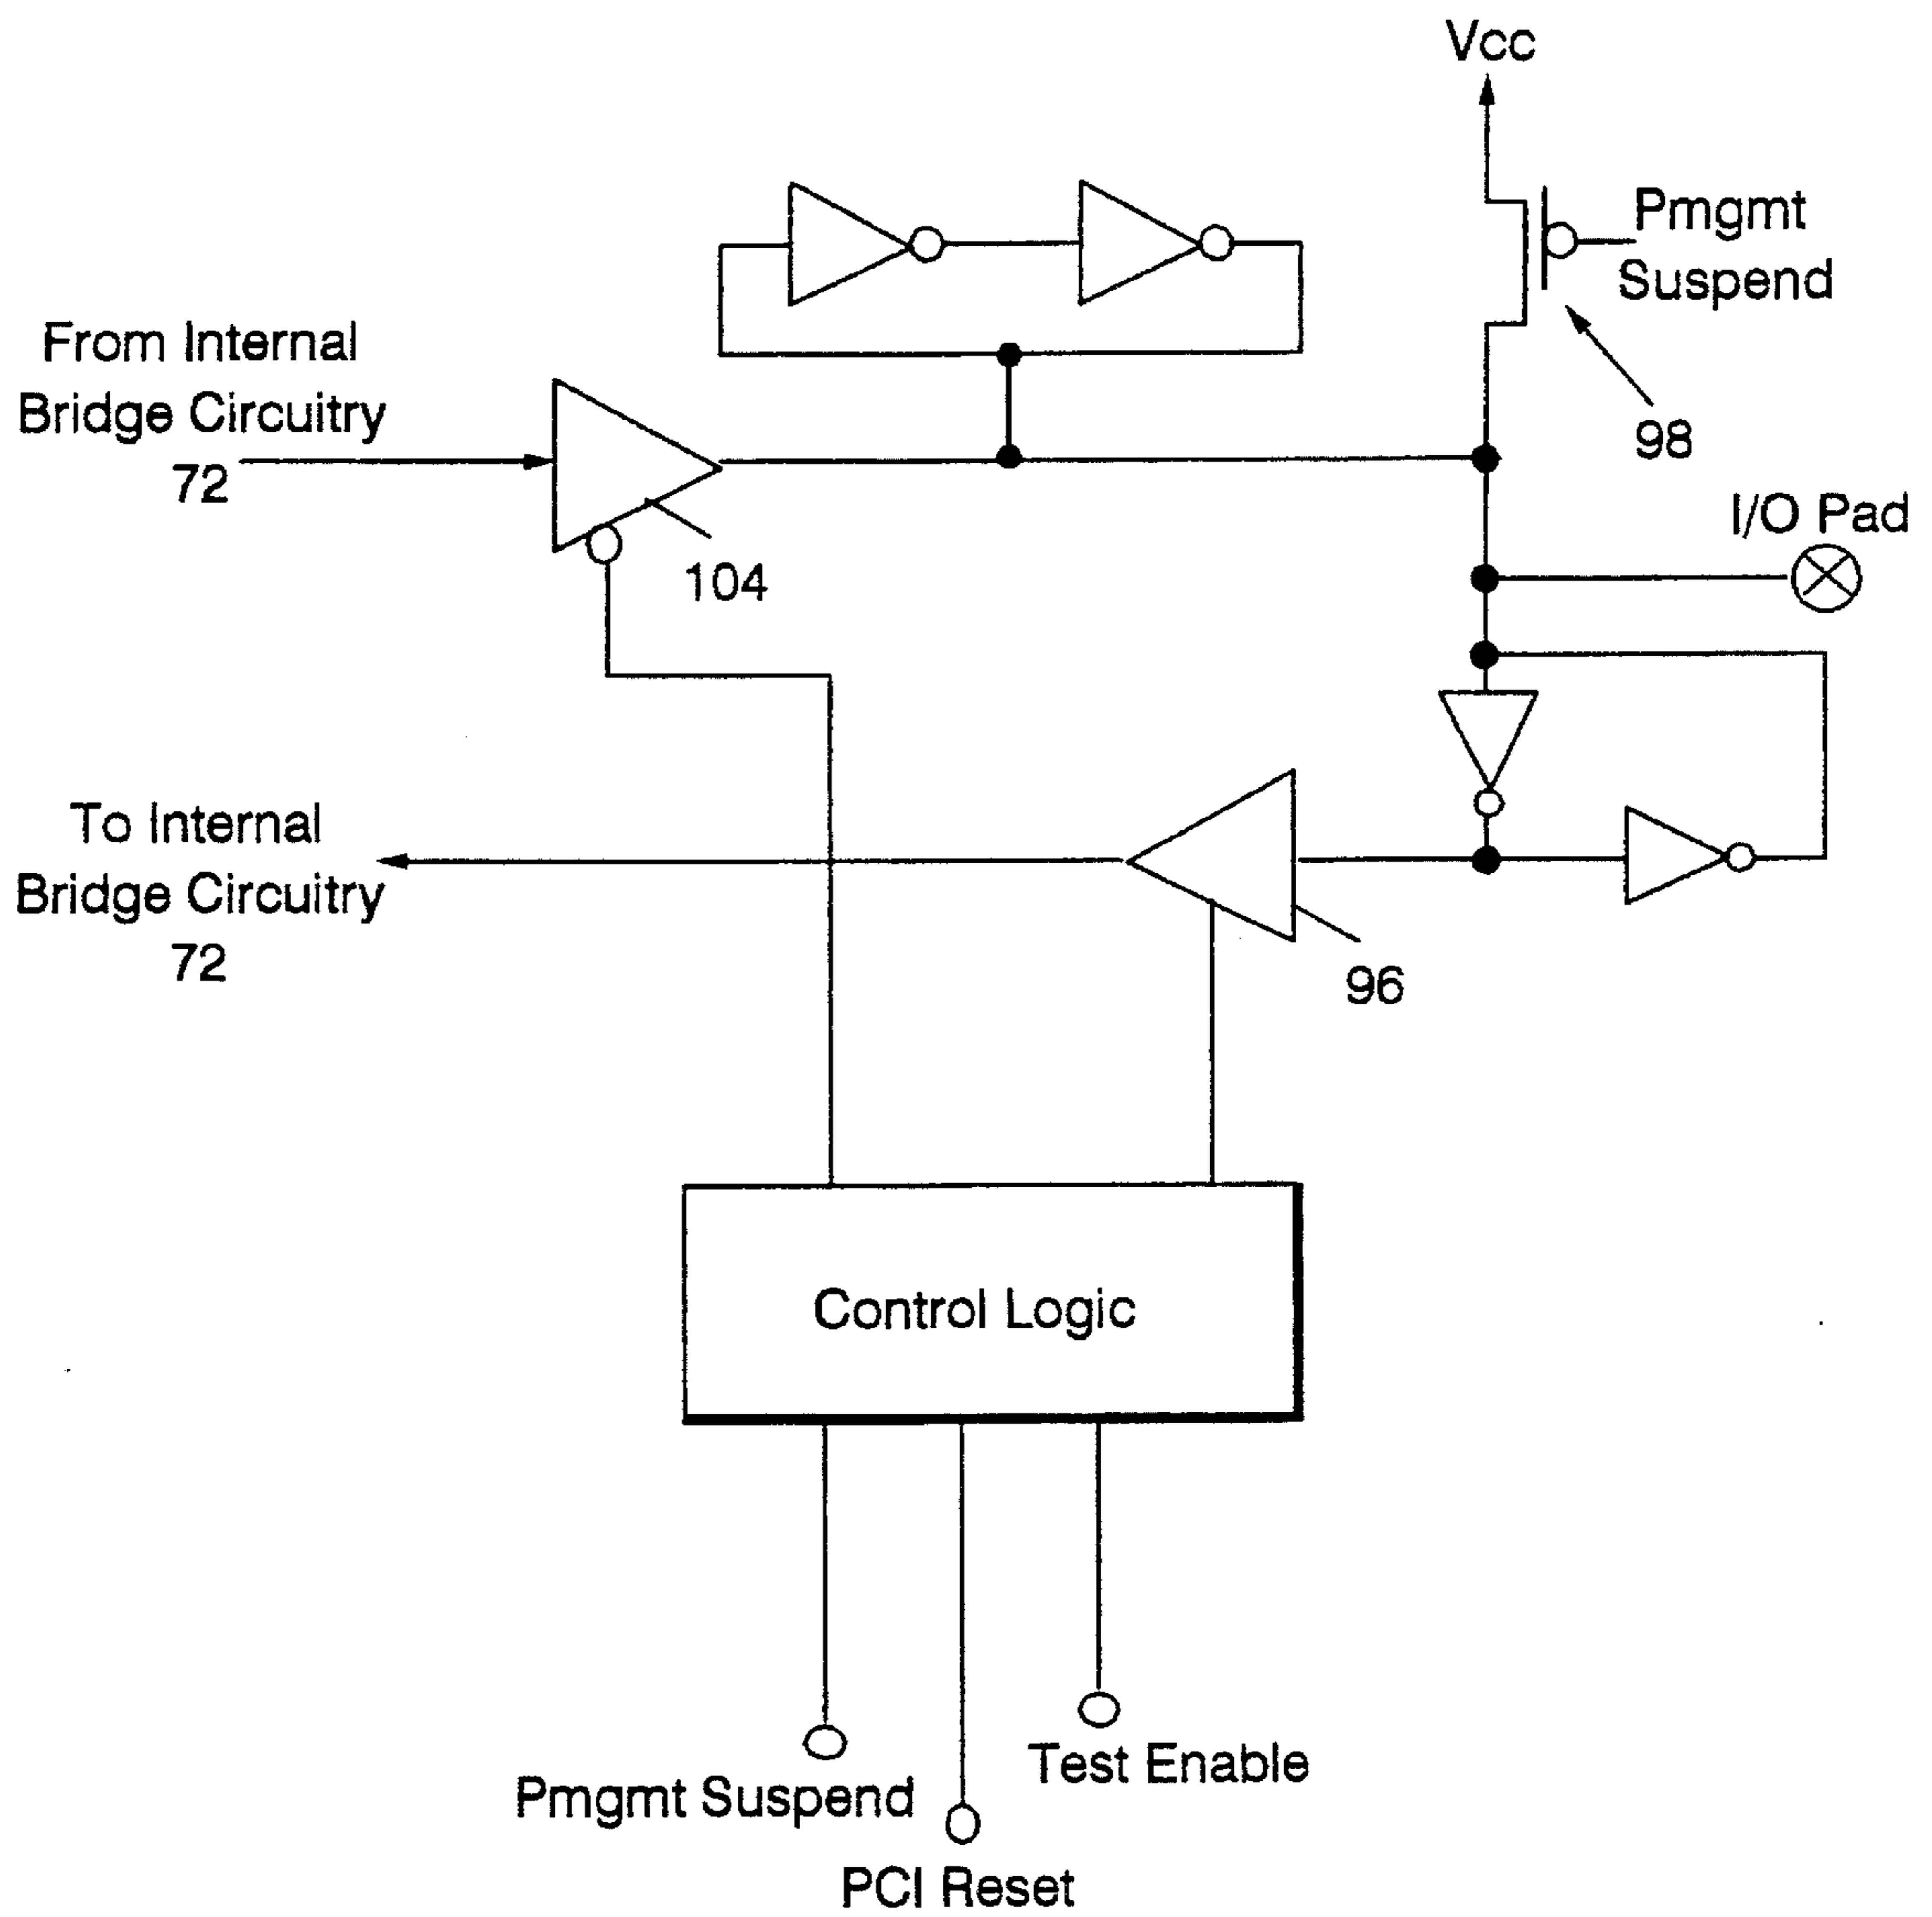 Vcc
Pmgmt
Suspend
From Internal
Bridge Circuitry
72
98
I/O Pad
104
To Internal
Bridge Circuitry
72
96
Control Logic
Test Enable
Pmgmt Suspend
PCI Reset